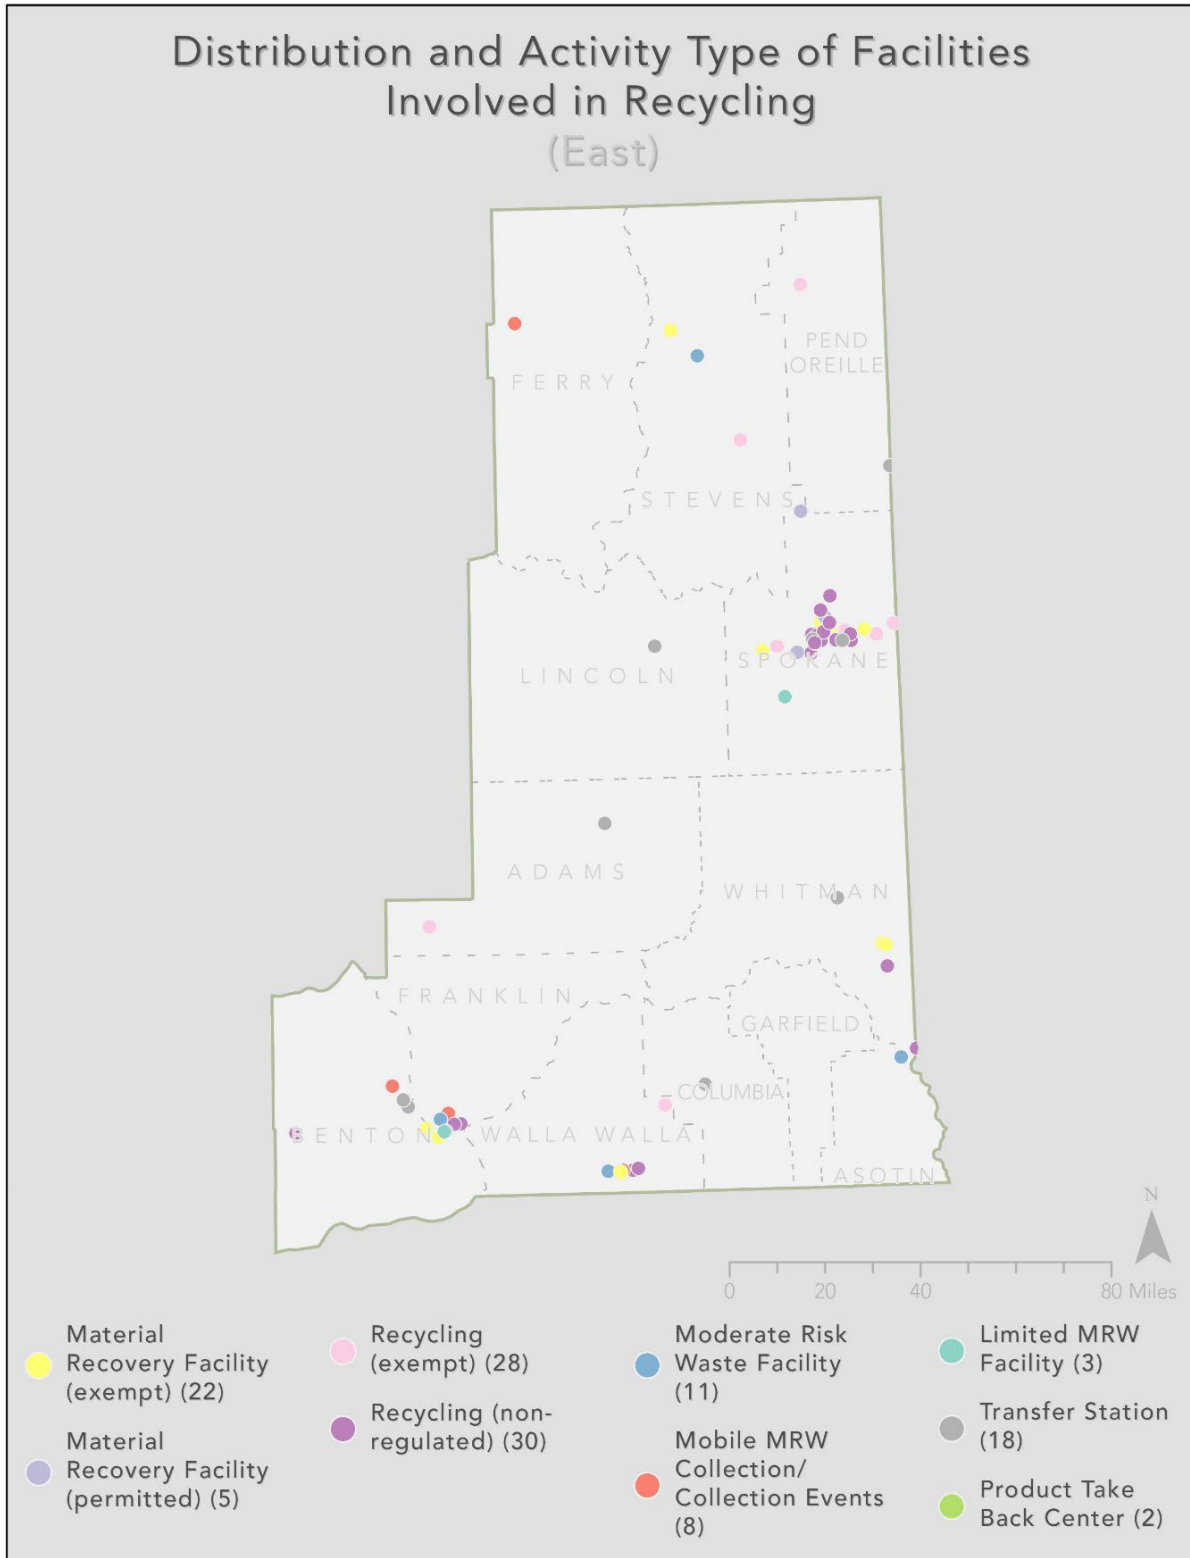 Distribution and Activity Type of Facilities
Involved in Recycling
(East)
PEND
OREILLE
FERRY
STEVENS
SPOKANE
LINCOLN
ADAMS
WHITMAN
FRANKLIN
GARFIELD
COLUMBIA
BENTON
WALLA WALLA
ASOTIN
N
0 20 40 80 Miles
Material
Recovery Facility
(exempt) (22)
Material
Recovery Facility
(permitted) (5)
Recycling
(exempt) (28)
Recycling (non-
regulated) (30)
Moderate Risk
Waste Facility
(11)
Mobile MRW
Collection/
Collection Events
(8)
Limited MRW
Facility (3)
Transfer Station
(18)
Product Take
Back Center (2)